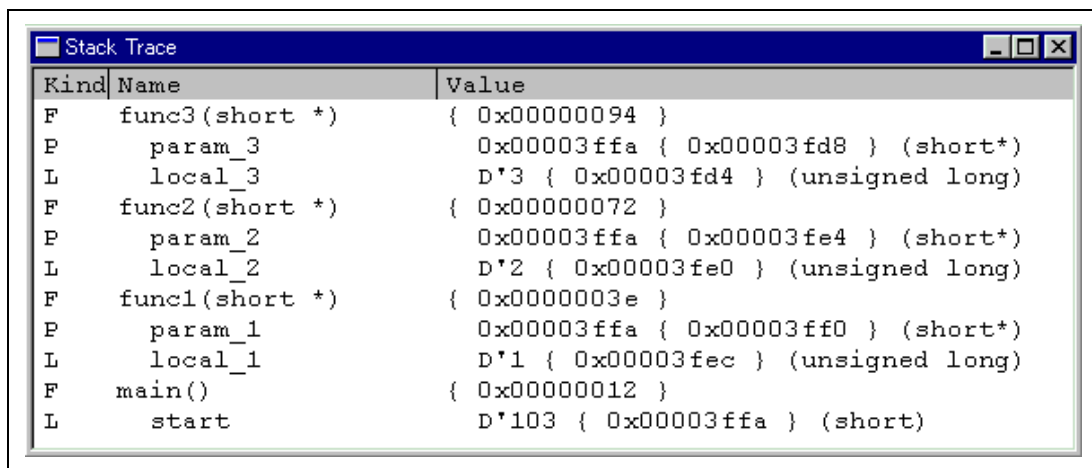 Stack Trace
Kind Name Value
F func3(short *) { 0x00000094 }
P param_3 0x00003ffa { 0x00003fd8 } (short*)
L local_3 D'3 { 0x00003fd4 } (unsigned long)
F func2(short *) { 0x00000072 }
P param_2 0x00003ffa { 0x00003fe4 } (short*)
L local_2 D'2 { 0x00003fe0 } (unsigned long)
F func1(short *) { 0x0000003e }
P param_1 0x00003ffa { 0x00003ff0 } (short*)
L local_1 D'1 { 0x00003fec } (unsigned long)
F main() { 0x00000012 }
L start D'103 { 0x00003ffa } (short)